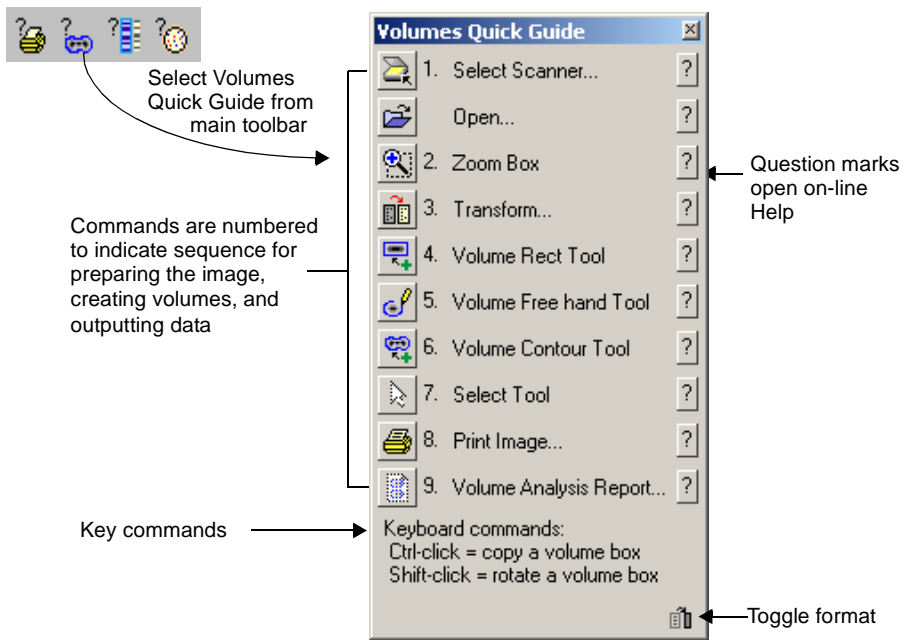 ? ? ? ?
Select Volumes
Quick Guide from
main toolbar
Commands are numbered
to indicate sequence for
preparing the image,
creating volumes, and
outputting data
Key commands
Volumes Quick Guide
1. Select Scanner... ?
Open... ?
2. Zoom Box ?
3. Transform... ?
4. Volume Rect Tool ?
5. Volume Free hand Tool ?
6. Volume Contour Tool ?
7. Select Tool ?
8. Print Image... ?
9. Volume Analysis Report... ?
Keyboard commands:
Ctrl-click = copy a volume box
Shift-click = rotate a volume box
Question marks
open on-line
Help
Toggle format